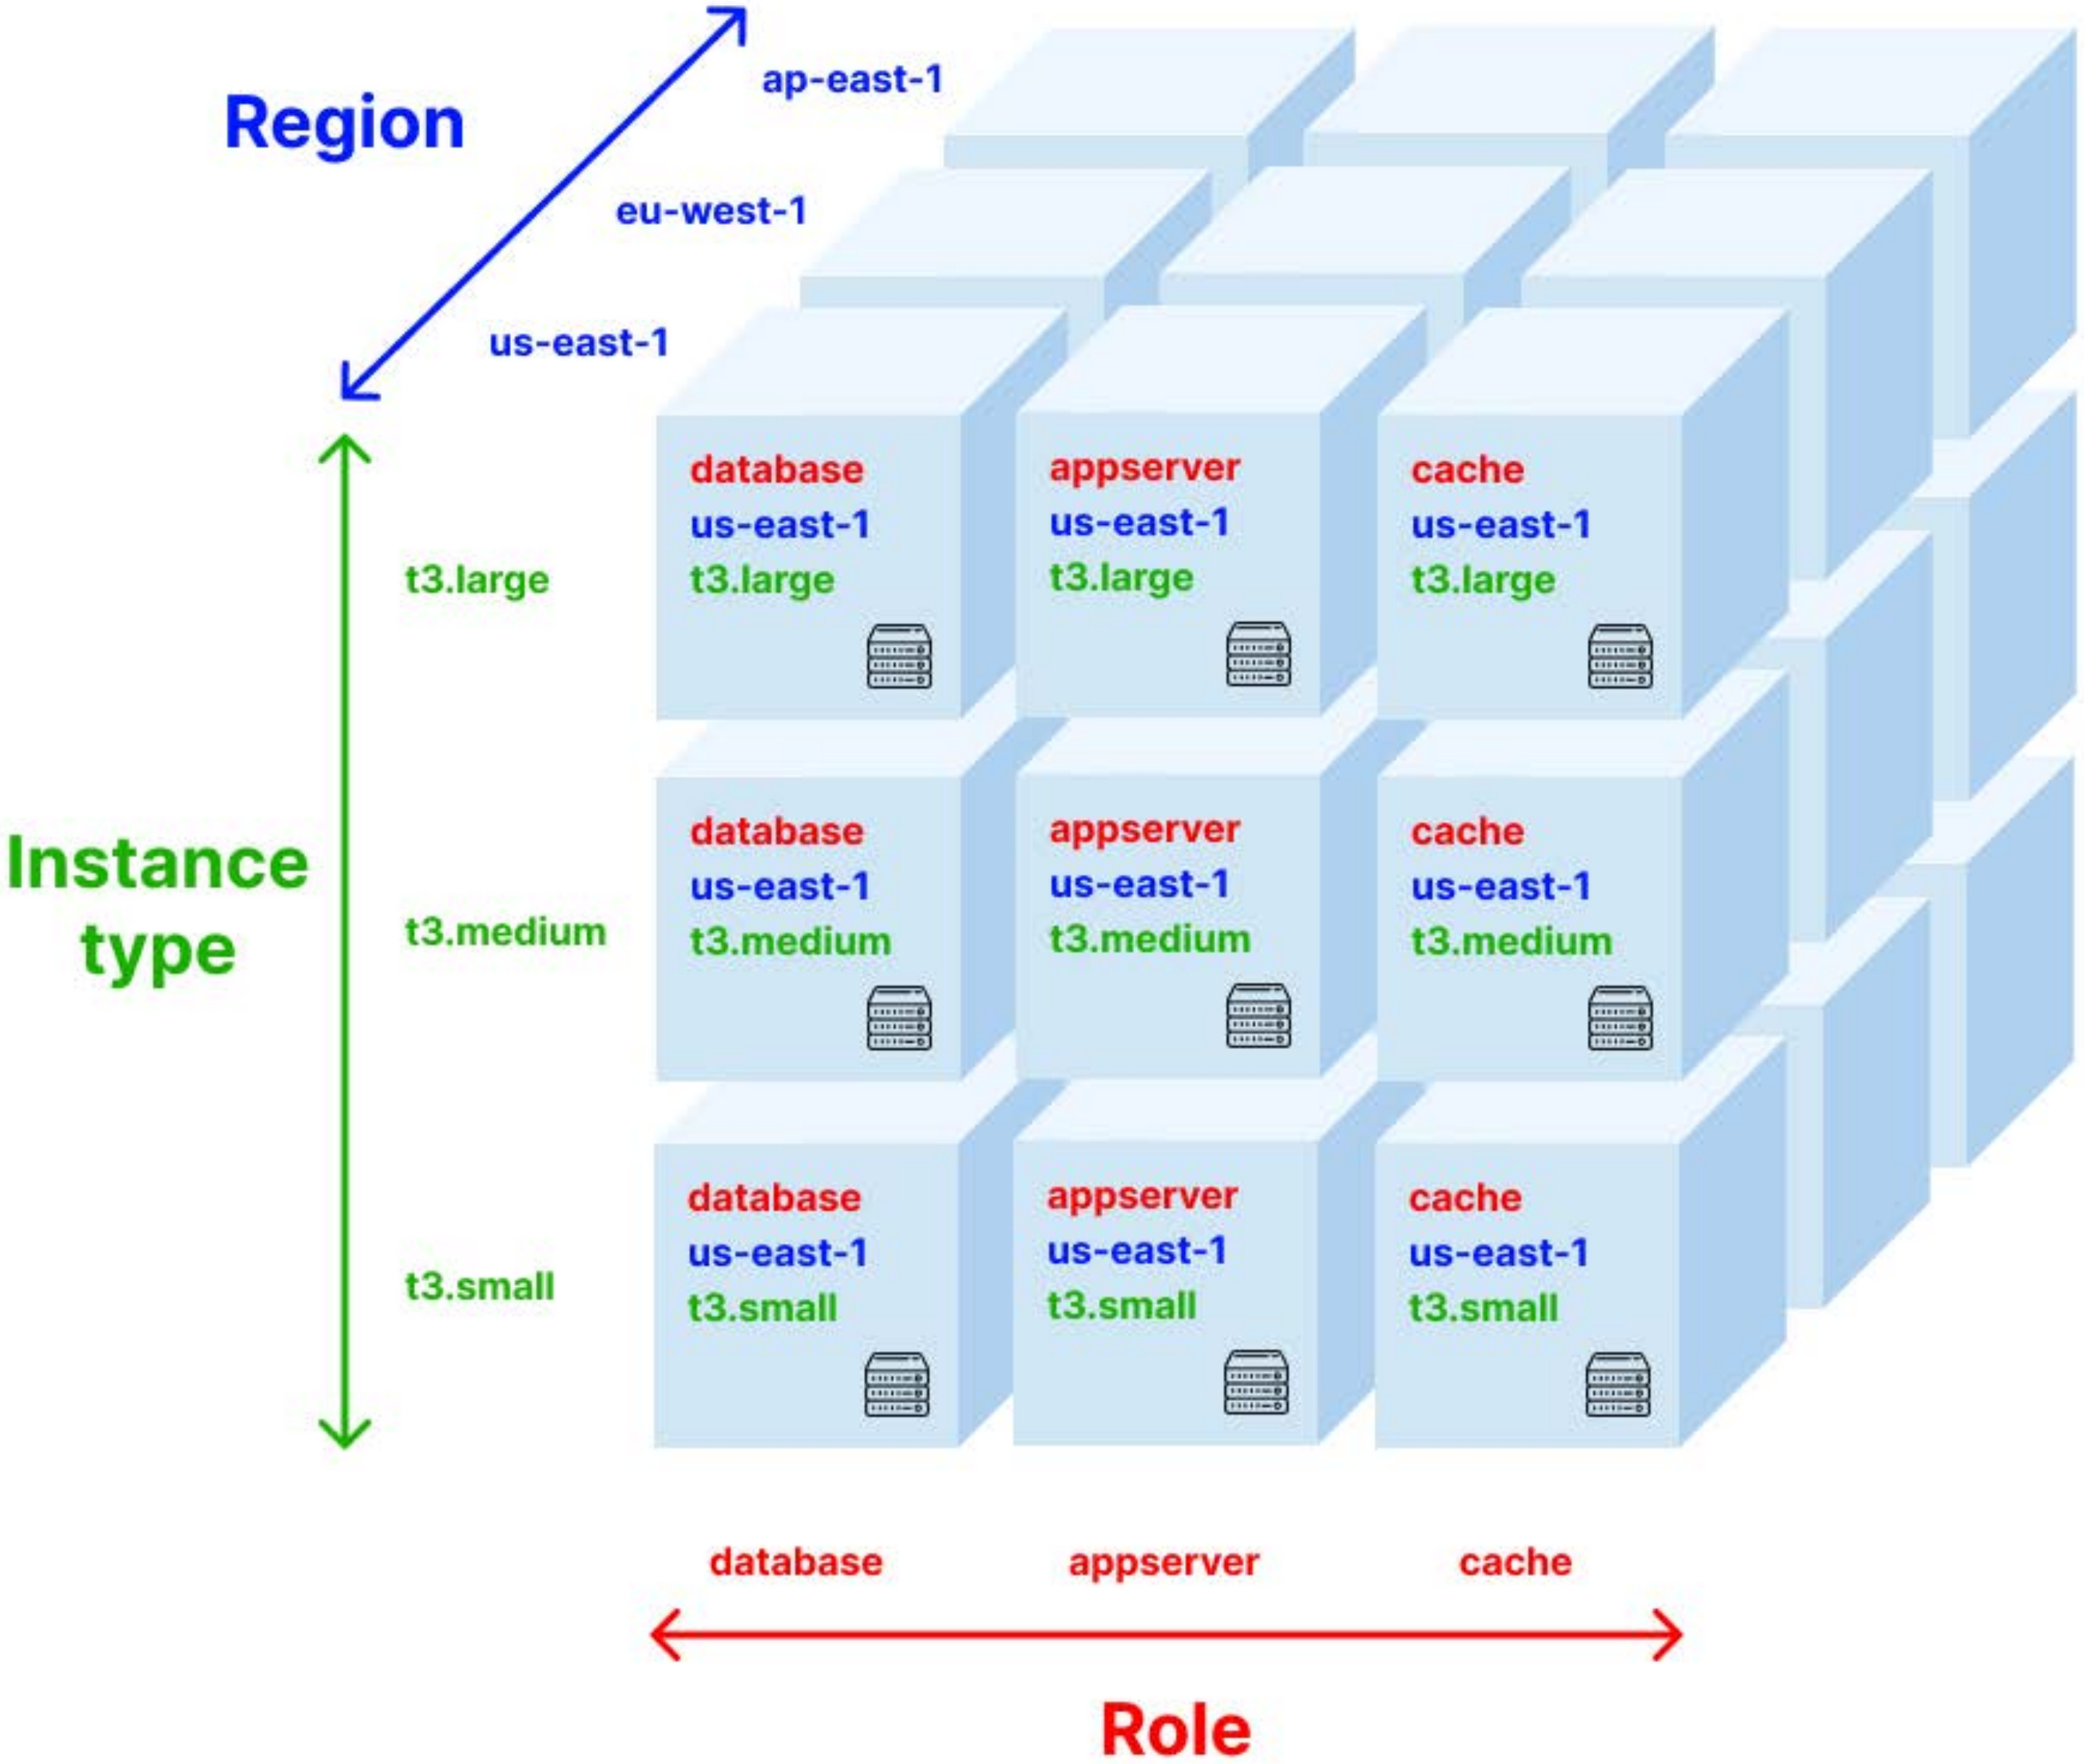 Region
ap-east-1
eu-west-1
us-east-1
Instance
type
t3.large
t3.medium
t3.small
database
us-east-1
t3.large
appserver
us-east-1
t3.large
cache
us-east-1
t3.large
database
us-east-1
t3.medium
appserver
us-east-1
t3.medium
cache
us-east-1
t3.medium
database
us-east-1
t3.small
appserver
us-east-1
t3.small
cache
us-east-1
t3.small
database
appserver
cache
Role